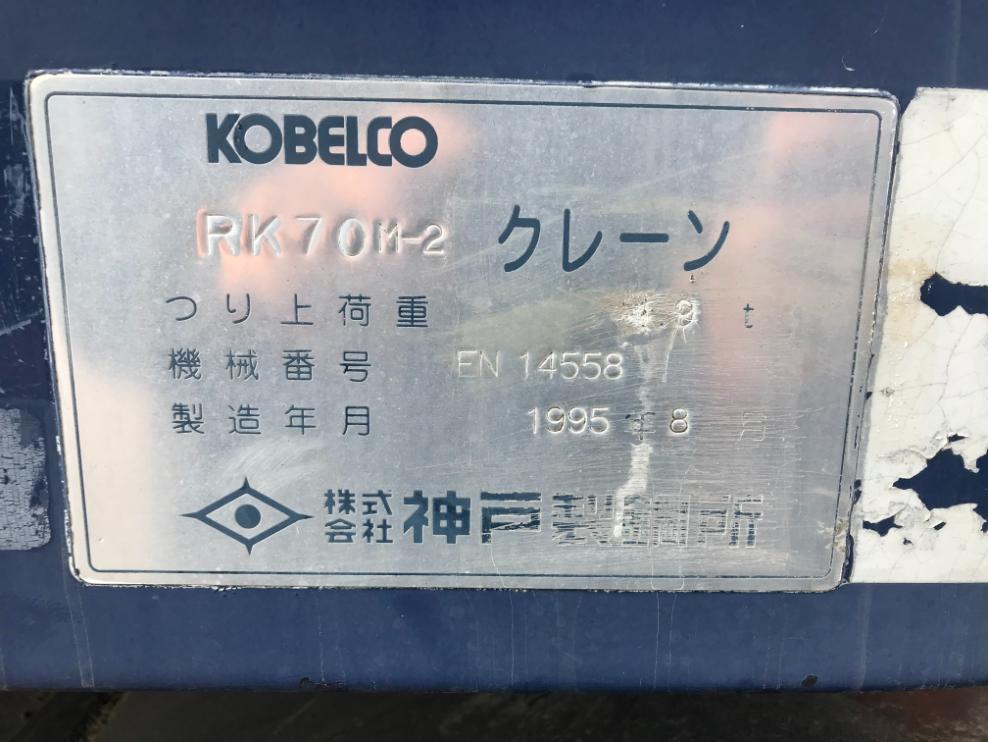 KOBELCO
RK70M-2 クレーン
つり上荷重 t
機械番号 EN 14558
製造年月 1995年8月
株式会社神戸製鋼所